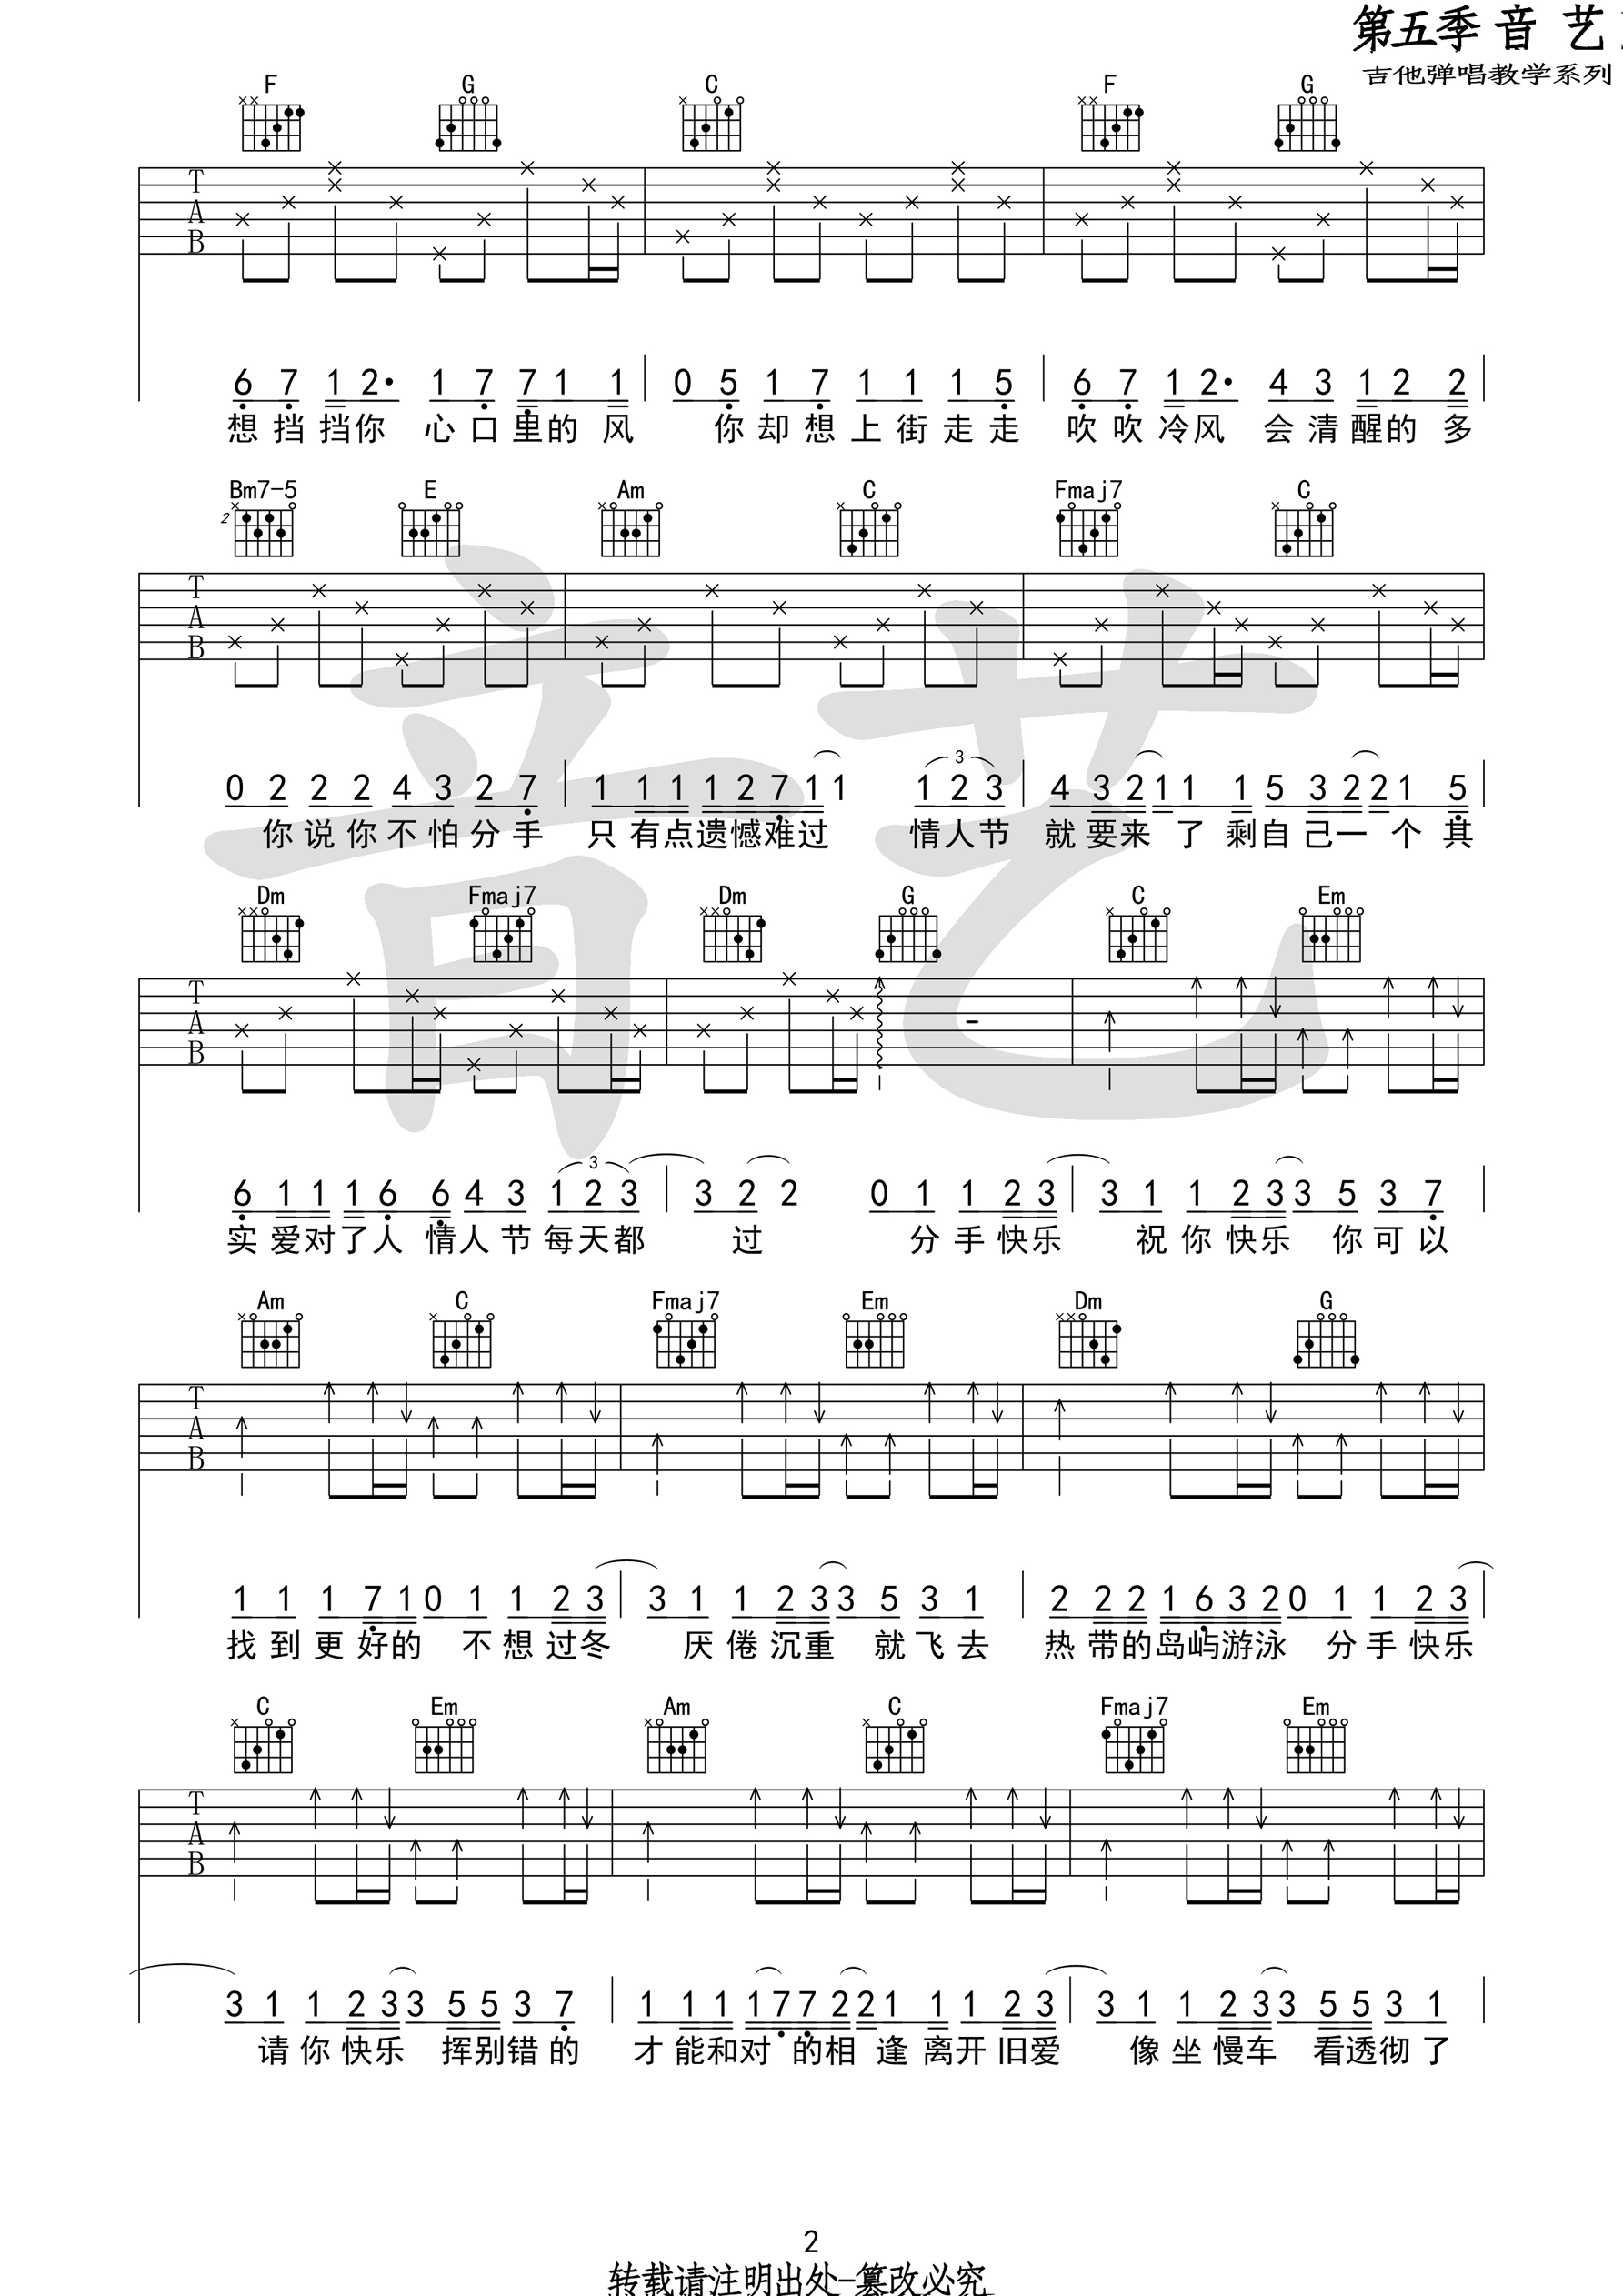 第五季 音 艺
吉他弹唱教学系列
F G C F G
T
A
B
6 7 1 2· 1 7 7 1 1 0 5 1 7 1 1 1 5 6 7 1 2· 4 3 1 2 2
想 挡 挡你 心 口 里的 风 你 却 想 上 街 走 走 吹 吹 冷风 会 清 醒的 多
Bm7-5 E Am C Fmaj7 C
2
T
A
B
3
0 2 2 2 4 3 2 7 1 1 1 1 2 7 1 1 1 2 3 4 3 2 1 1 1 5 3 2 2 1 5
你 说 你 不 怕 分 手 只 有点遗憾难过 情人节 就 要来 了 剩自 己一 个 其
Dm Fmaj7 Dm G C Em
T
A
B
3
6 1 1 1 6 6 4 3 1 2 3 3 2 2 0 1 1 2 3 3 1 1 2 3 3 5 3 7
实 爱对了人 情人 节 每天都 过 分 手 快乐 祝 你 快乐 你 可 以
Am C Fmaj7 Em Dm G
T
A
B
1 1 1 7 1 0 1 1 2 3 3 1 1 2 3 3 5 3 1 2 2 2 1 6 3 2 0 1 1 2 3
找 到 更 好的 不 想 过冬 厌 倦 沉重 就 飞 去 热 带的岛屿游泳 分 手 快乐
C Em Am C Fmaj7 Em
T
A
B
3 1 1 2 3 3 5 5 3 7 1 1 1 1 7 7 2 2 1 1 1 2 3 3 1 1 2 3 3 5 5 3 1
请 你 快乐 挥别错 的 才 能和对 的相 逢 离开 旧爱 像 坐 慢车 看透彻 了
2
转载请注明出处-篡改必究